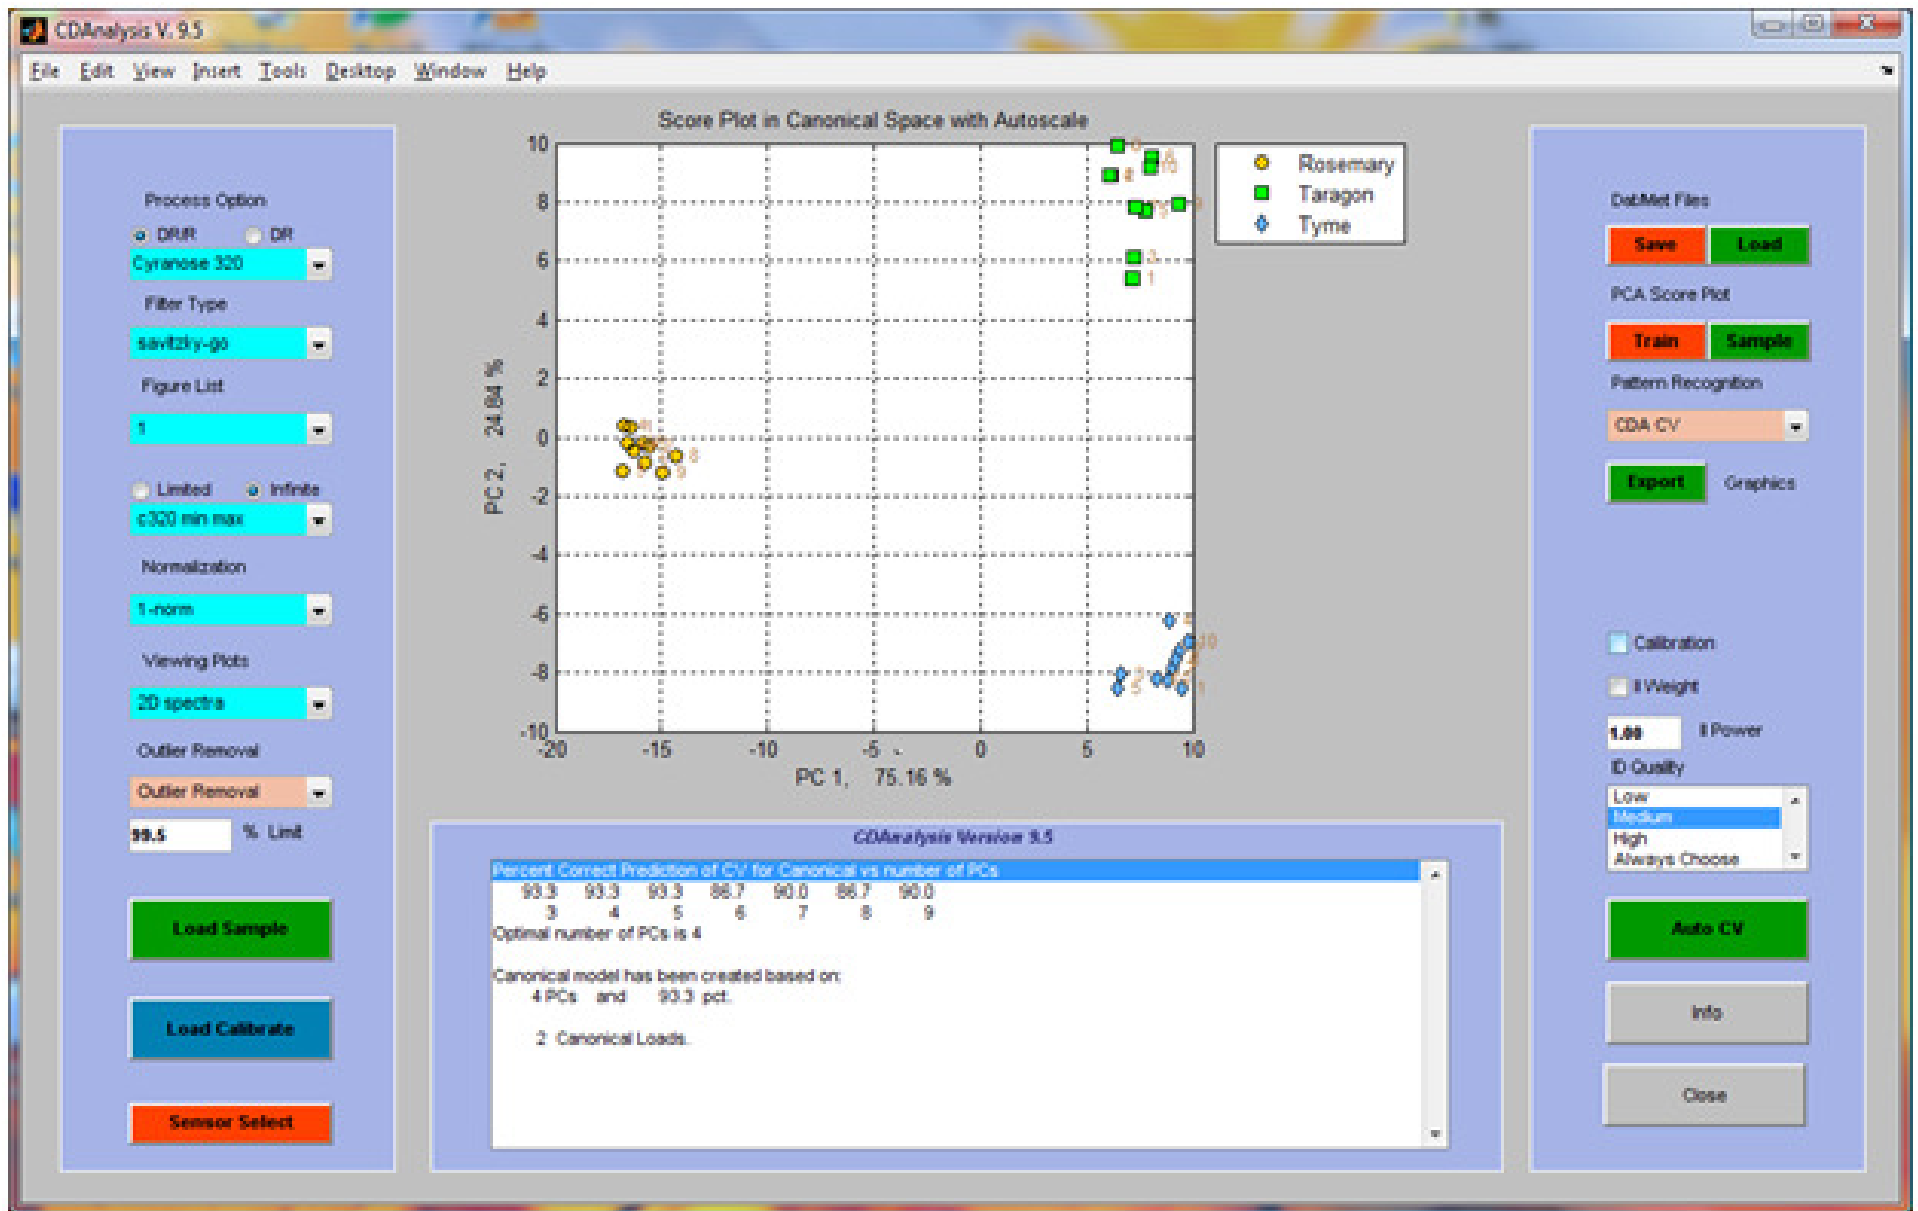 CDAnalysis V. 9.5
File Edit View Insert Tools Desktop Window Help
Process Option
DR/R DR
Cyranose 320
Filter Type
savitzky-go
Figure List
1
Limited Infinite
c320 min max
Normalization
1-norm
Viewing Plots
2D spectra
Outlier Removal
Outlier Removal
99.5 % Limit
Load Sample
Load Calibrate
Sensor Select
Score Plot in Canonical Space with Autoscale
10
8
6
4
2
0
-2
-4
-6
-8
-10
PC 2, 24.84 %
-20 -15 -10 -5 0 5 10
PC 1, 75.16 %
Rosemary
Taragon
Tyme
CDAnalysis Version 9.5
Percent Correct Prediction of CV for Canonical vs number of PCs
93.3 93.3 93.3 86.7 90.0 86.7 90.0
3 4 5 6 7 8 9
Optimal number of PCs is 4
Canonical model has been created based on:
4 PCs and 93.3 pct.
2 Canonical Loads.
Dat/Met Files
Save Load
PCA Score Plot
Train Sample
Pattern Recognition
CDA CV
Export Graphics
Calibration
II Weight
1.00 II Power
ID Quality
Low
Medium
High
Always Choose
Auto CV
Info
Close